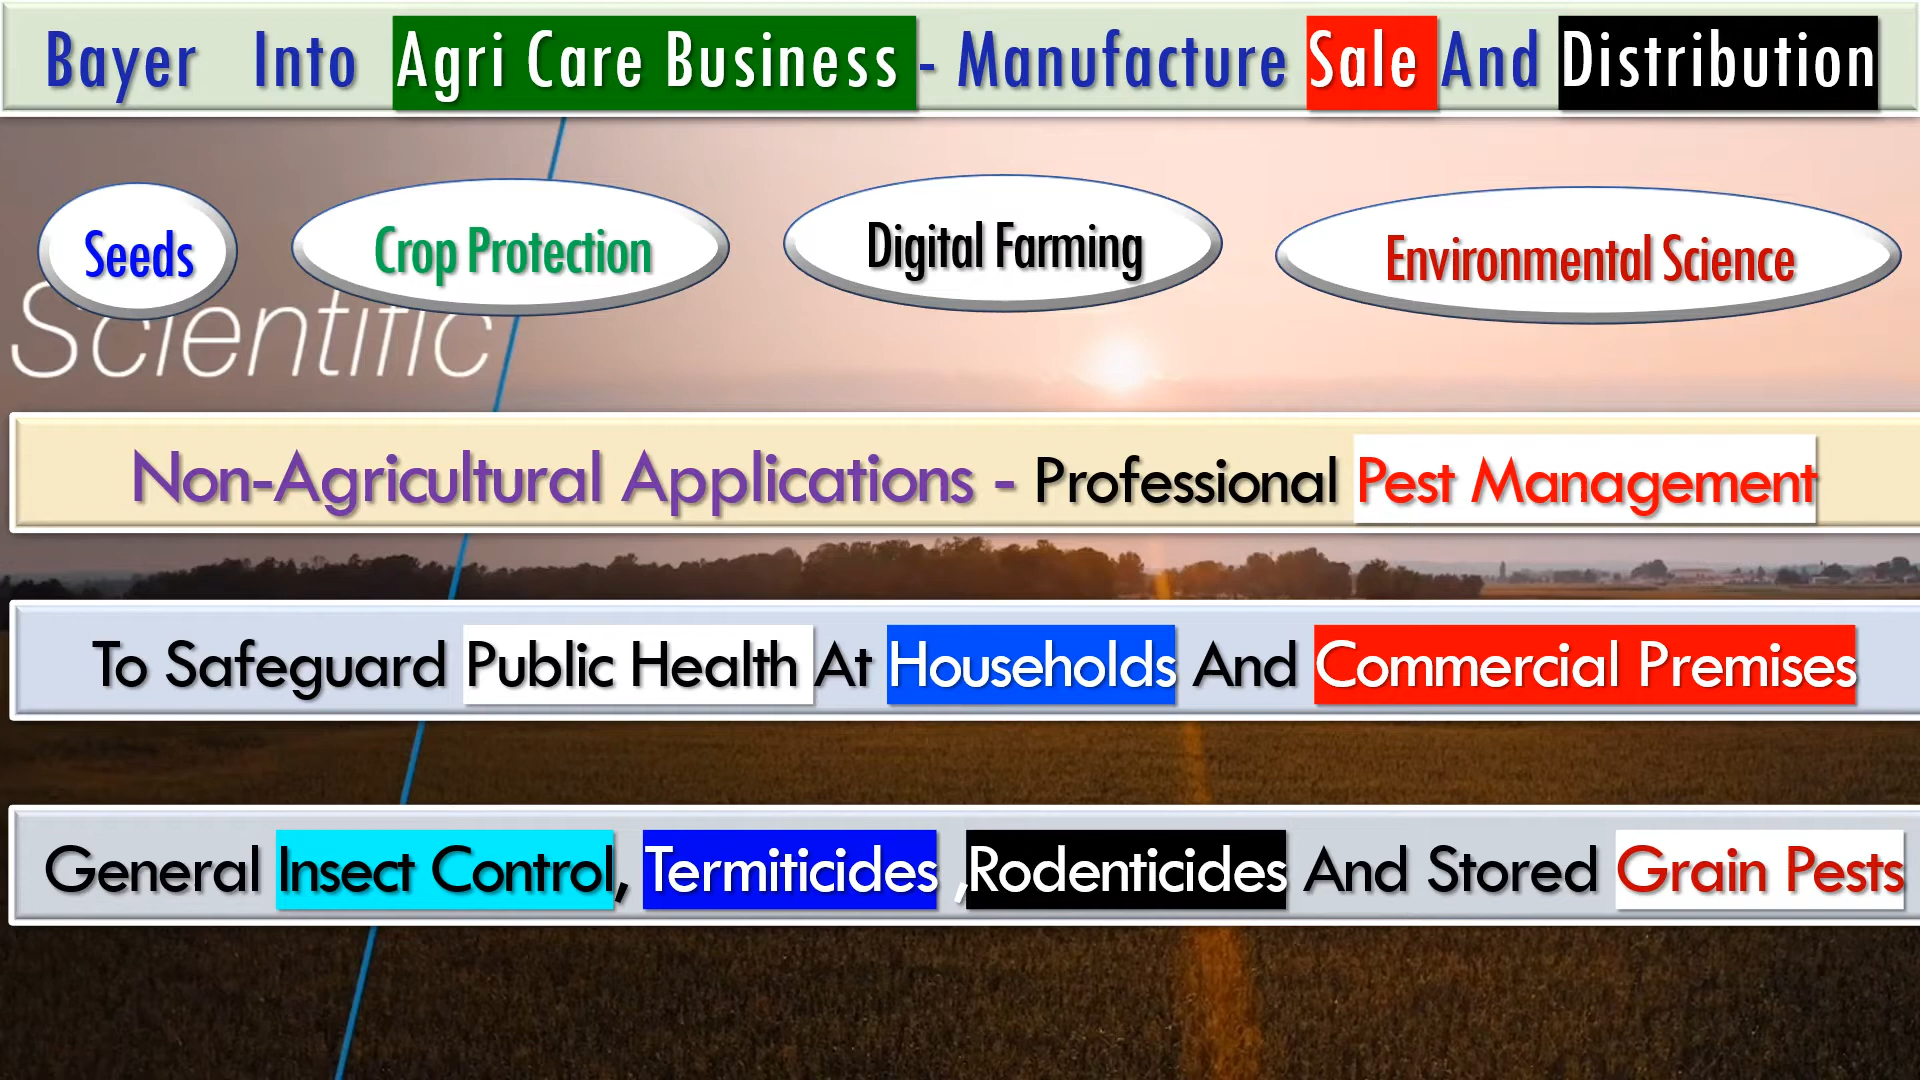 Bayer Into Agri Care Business - Manufacture Sale And Distribution
Seeds Crop Protection Digital Farming Environmental Science
Scientific
Non-Agricultural Applications - Professional Pest Management
To Safeguard Public Health At Households And Commercial Premises
General Insect Control, Termiticides ,Rodenticides And Stored Grain Pests